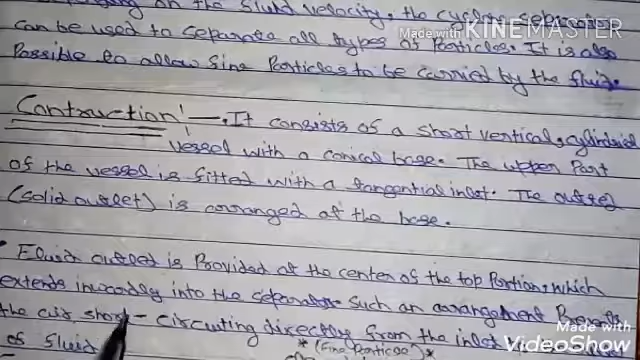 on the fluid velocity, the cyclone separator
can be used to separate all types of Particles. It is also
Possible to allow fine Particles to be carried by the fluid.
Contruction :— It consists of a short vertical, cylindrical
vessel with a conical base. The upper Part
of the vessel is fitted with a tangential inlet. The outlet
(solid outlet) is arranged at the base.
• Fluid outlet is Provided at the center of the top Portion, which
extends inwardly into the separator such an arrangement Prevents
the air short - circuting directly from the inlet
of fluid
*(fine Particle)*
Made with KINEMASTER
Made with
VideoShow